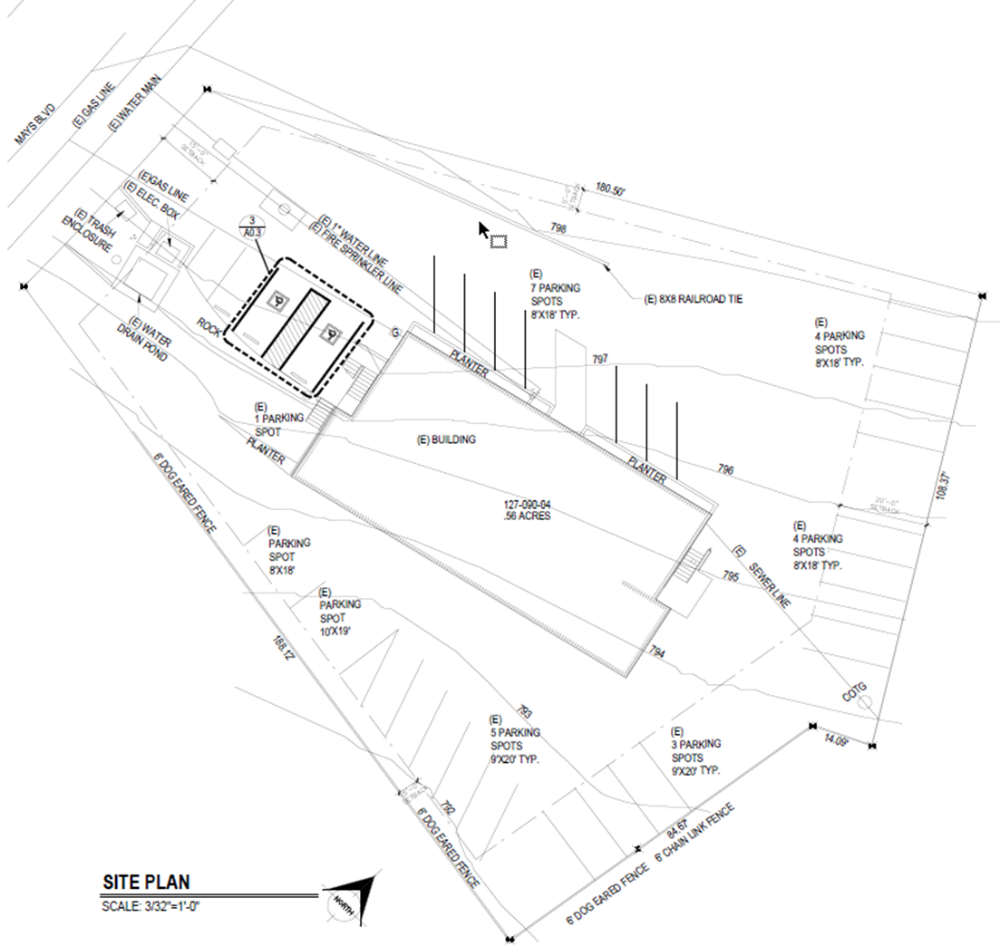 MAYS BLVD
(E) GAS LINE
(E) WATER MAIN
15'-0"
SETBACK
(E)GAS LINE
(E) ELEC. BOX
(E) TRASH
ENCLOSURE
3
A0.3
(E) 1" WATER LINE
(E) FIRE SPRINKLER LINE
180.50'
SETBACK
798
(E) 8X8 RAILROAD TIE
(E)
7 PARKING
SPOTS
8'X18' TYP.
(E)
4 PARKING
SPOTS
8'X18' TYP.
ROCK
(E) WATER
DRAIN POND
G
PLANTER
797
(E)
1 PARKING
SPOT
PLANTER
(E) BUILDING
PLANTER
796
127-090-04
.56 ACRES
108.37'
20'-0"
SETBACK
6' DOG EARED FENCE
(E)
PARKING
SPOT
8'X18'
(E)
4 PARKING
SPOTS
8'X18' TYP.
(E) SEWER LINE
795
(E)
PARKING
SPOT
10'X19'
188.12'
794
COTG
793
(E)
5 PARKING
SPOTS
9'X20' TYP.
(E)
3 PARKING
SPOTS
9'X20' TYP.
14.09'
SETBACK
792
6' DOG EARED FENCE
84.67'
6' CHAIN LINK FENCE
6' DOG EARED FENCE
SITE PLAN
SCALE: 3/32"=1'-0"
NORTH